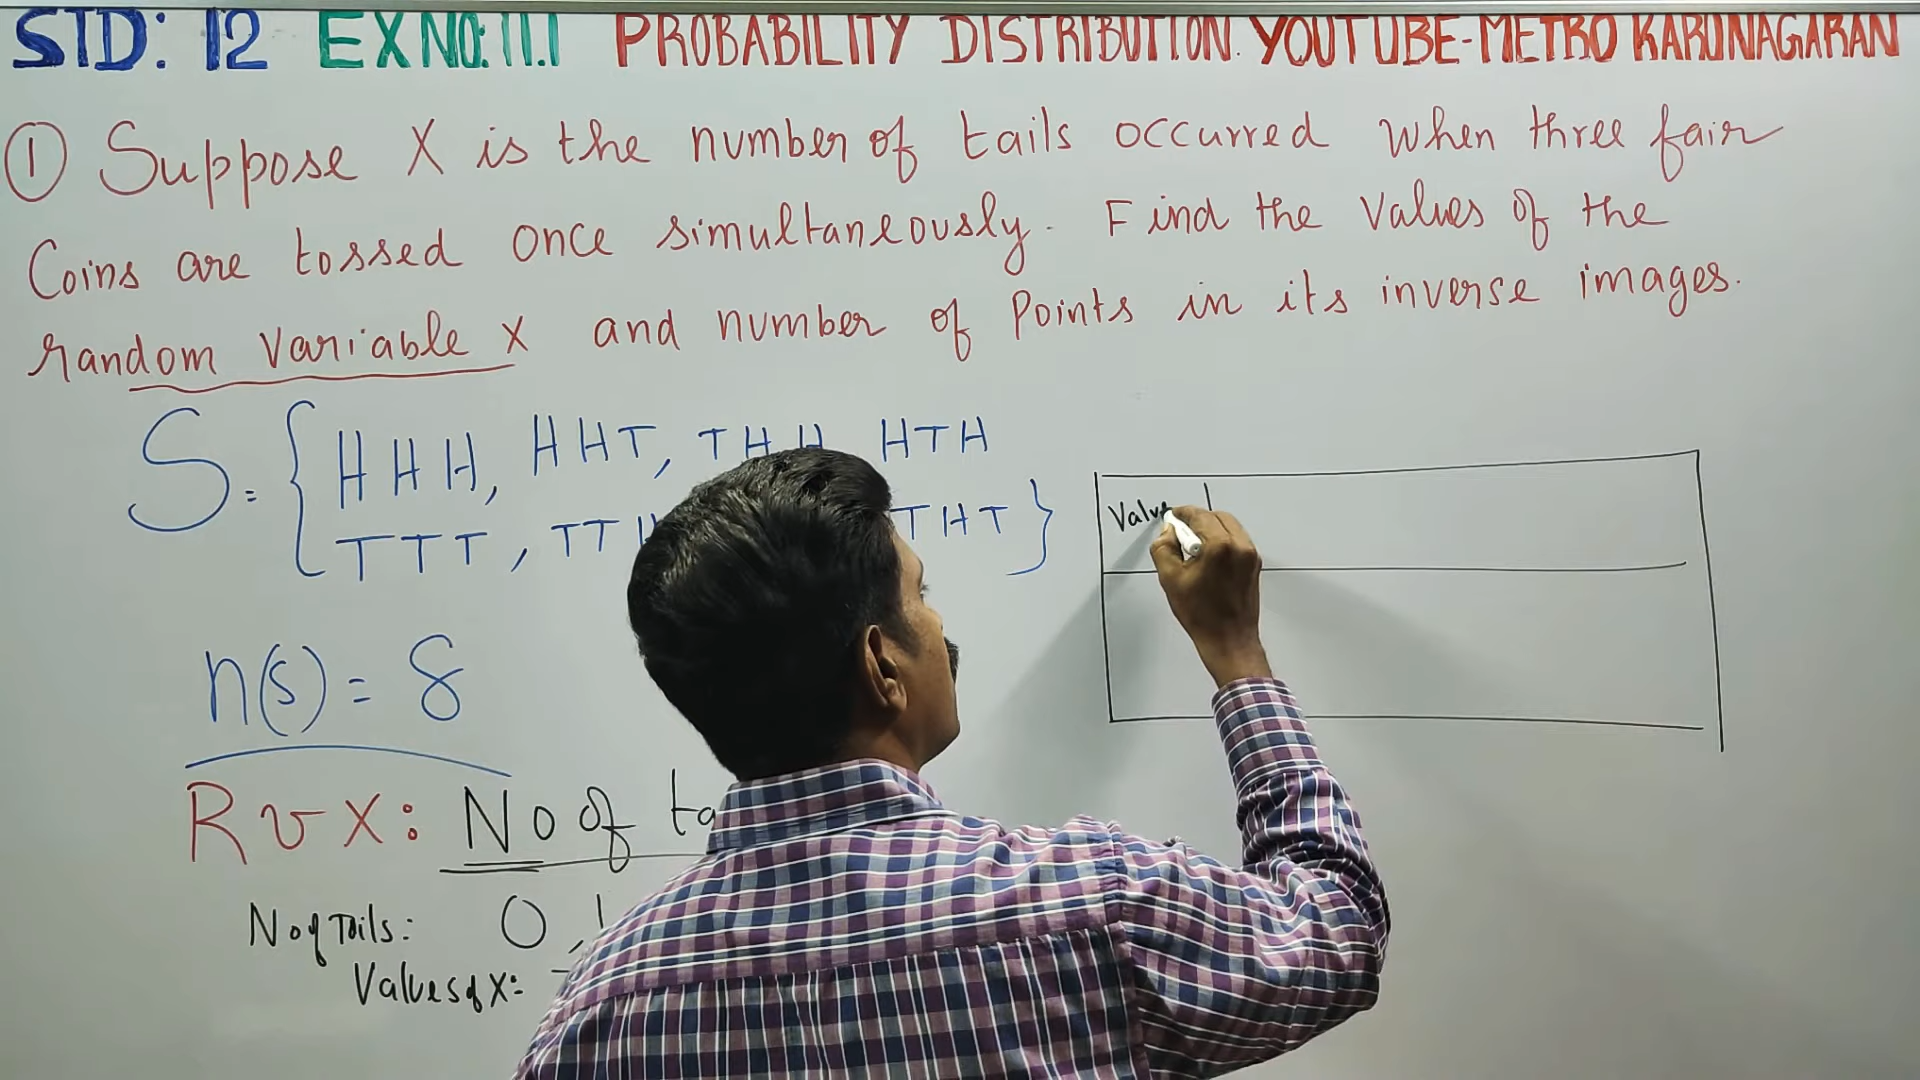 STD: 12 EX NO: 11.1 PROBABILITY DISTRIBUTION. YOUTUBE-METRO KARUNAGARAN
① Suppose X is the number of tails occurred when three fair
Coins are tossed once simultaneously. Find the Values of the
random variable X and number of Points in its inverse images.
S = { HHH, HHT, THH HTH
TTT, TTH THT }
n(s) = 8
R v X: No of
No of Tails: 0, 1
Values of X:
Value